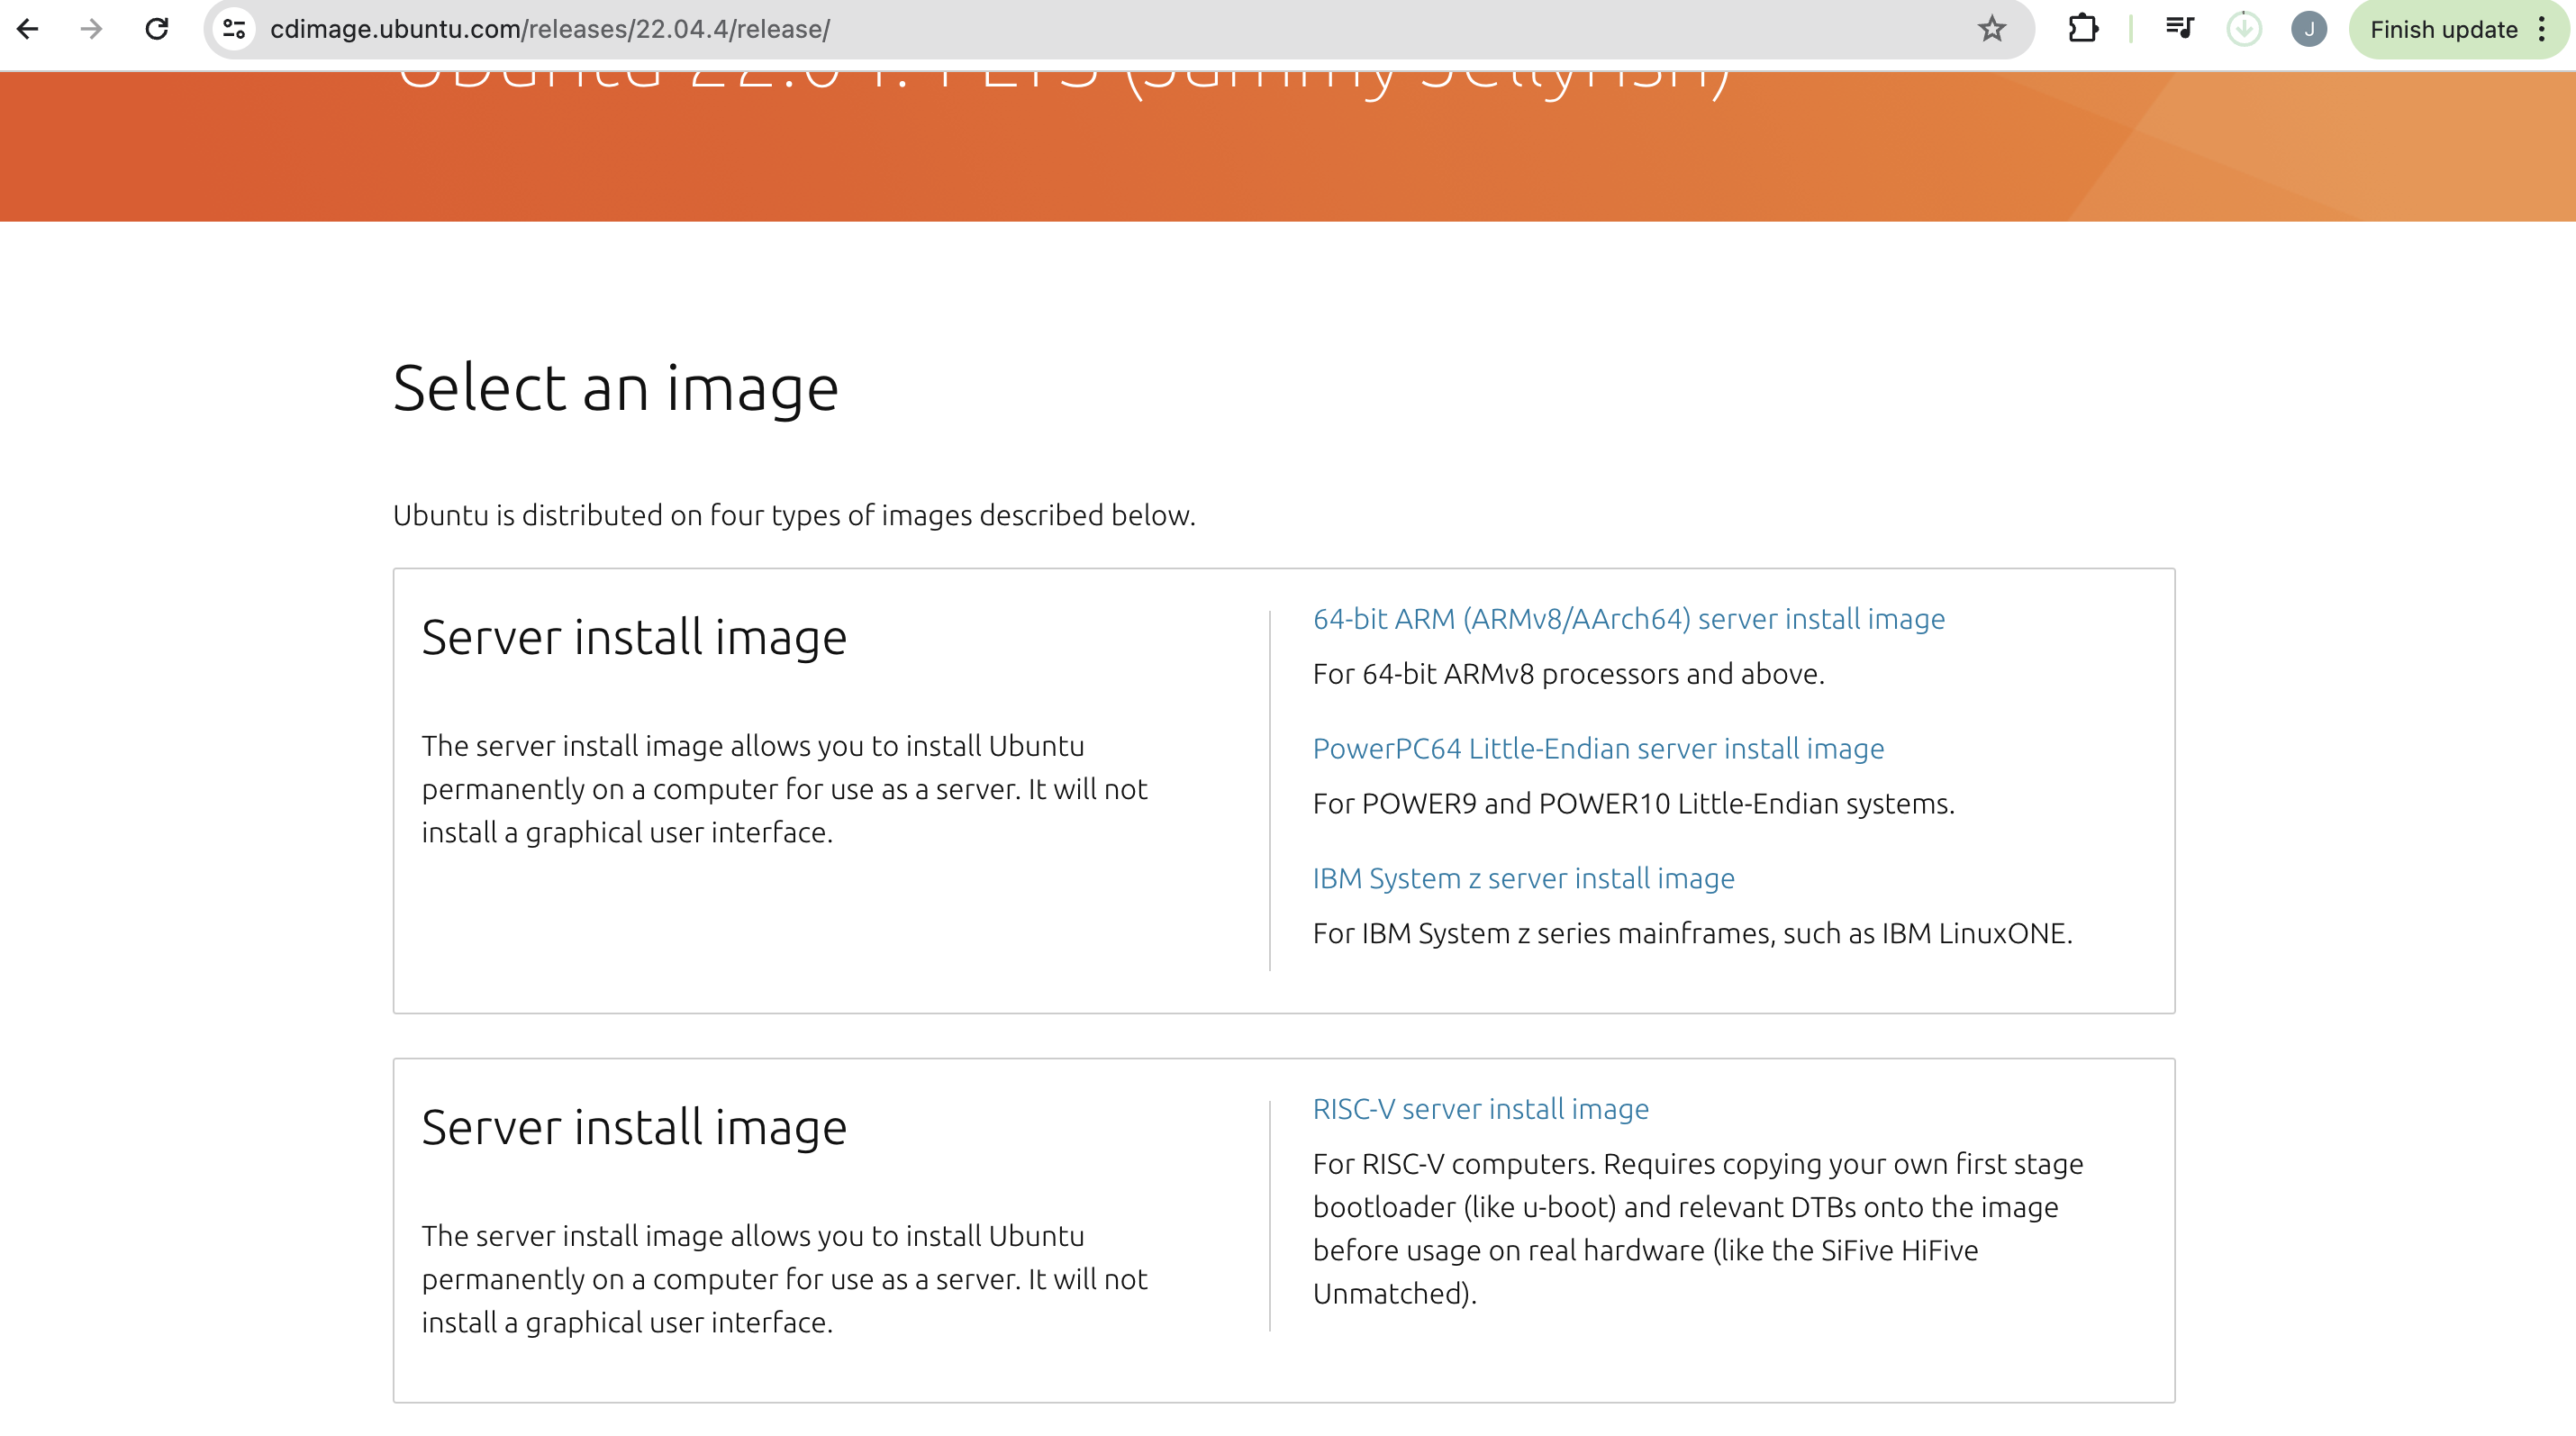 cdimage.ubuntu.com/releases/22.04.4/release/
J
Finish update
Ubuntu 22.04.4 LTS (Jammy Jellyfish)
Select an image
Ubuntu is distributed on four types of images described below.
Server install image
The server install image allows you to install Ubuntu
permanently on a computer for use as a server. It will not
install a graphical user interface.
64-bit ARM (ARMv8/AArch64) server install image
For 64-bit ARMv8 processors and above.
PowerPC64 Little-Endian server install image
For POWER9 and POWER10 Little-Endian systems.
IBM System z server install image
For IBM System z series mainframes, such as IBM LinuxONE.
Server install image
The server install image allows you to install Ubuntu
permanently on a computer for use as a server. It will not
install a graphical user interface.
RISC-V server install image
For RISC-V computers. Requires copying your own first stage
bootloader (like u-boot) and relevant DTBs onto the image
before usage on real hardware (like the SiFive HiFive
Unmatched).